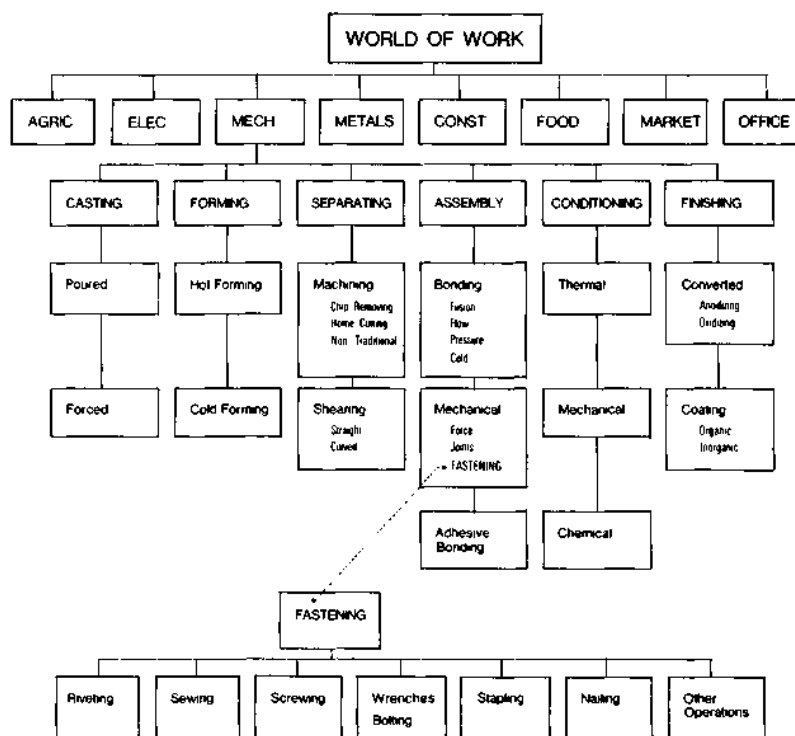 WORLD OF WORK
AGRIC
ELEC
MECH
METALS
CONST
FOOD
MARKET
OFFICE
CASTING
FORMING
SEPARATING
ASSEMBLY
CONDITIONING
FINISHING
Poured
Hot Forming
Machining
Chip Removing
Non Traditional
Bonding
Fusion
Flow
Pressure
Cold
Thermal
Converted
Anodizing
Oxidizing
Forced
Cold Forming
Shearing
Straight
Curved
Mechanical
Force
Joints
FASTENING
Mechanical
Coating
Organic
Inorganic
Adhesive
Bonding
Chemical
FASTENING
Riveting
Sewing
Screwing
Wrenches
Bolting
Stapling
Nailing
Other
Operations